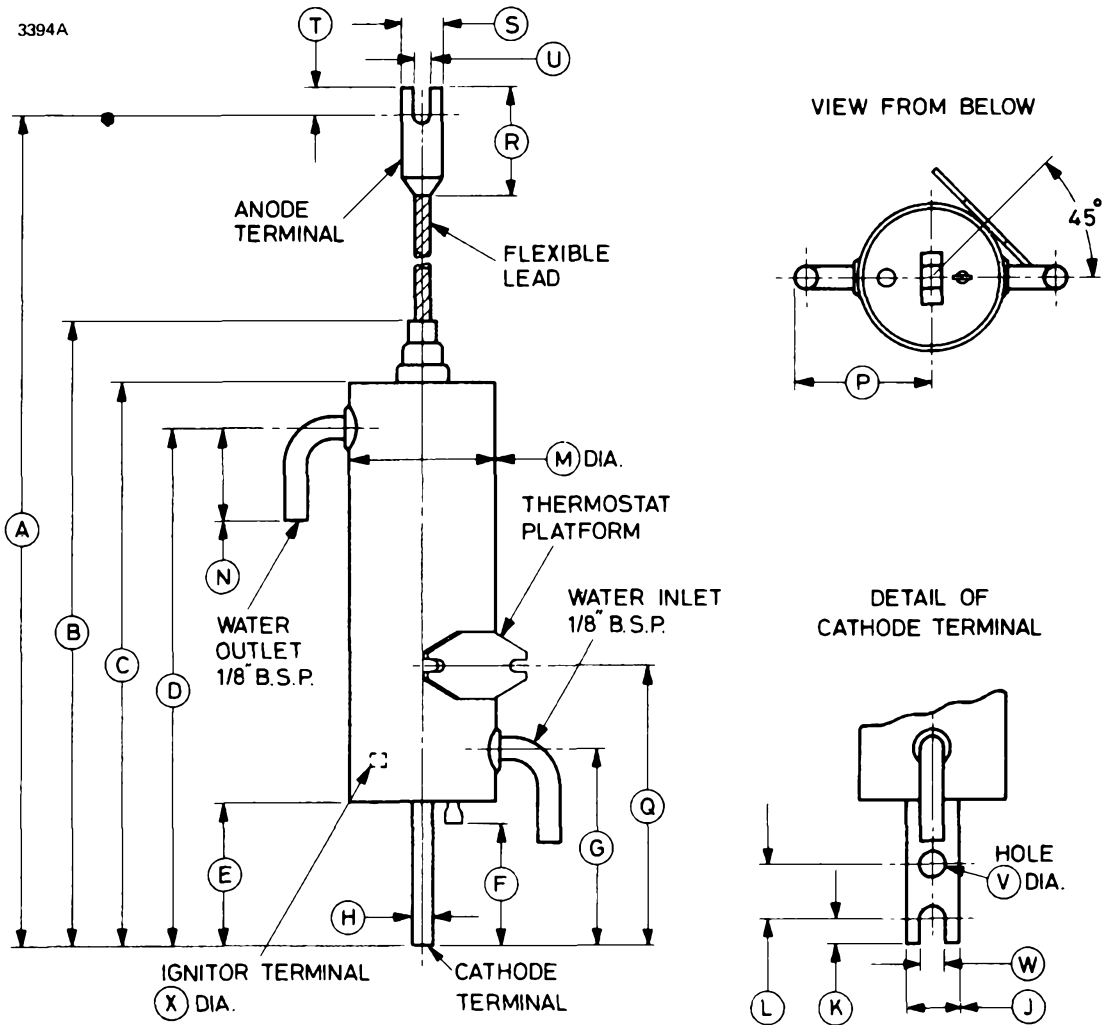 3394A
T
S
U
R
ANODE
TERMINAL
FLEXIBLE
LEAD
VIEW FROM BELOW
45°
P
M DIA.
THERMOSTAT
PLATFORM
A
N
B
C
D
WATER
OUTLET
1/8" B.S.P.
WATER INLET
1/8" B.S.P.
DETAIL OF
CATHODE TERMINAL
Q
E
F
G
H
HOLE
V DIA.
IGNITOR TERMINAL
X DIA.
CATHODE
TERMINAL
W
L
K
J